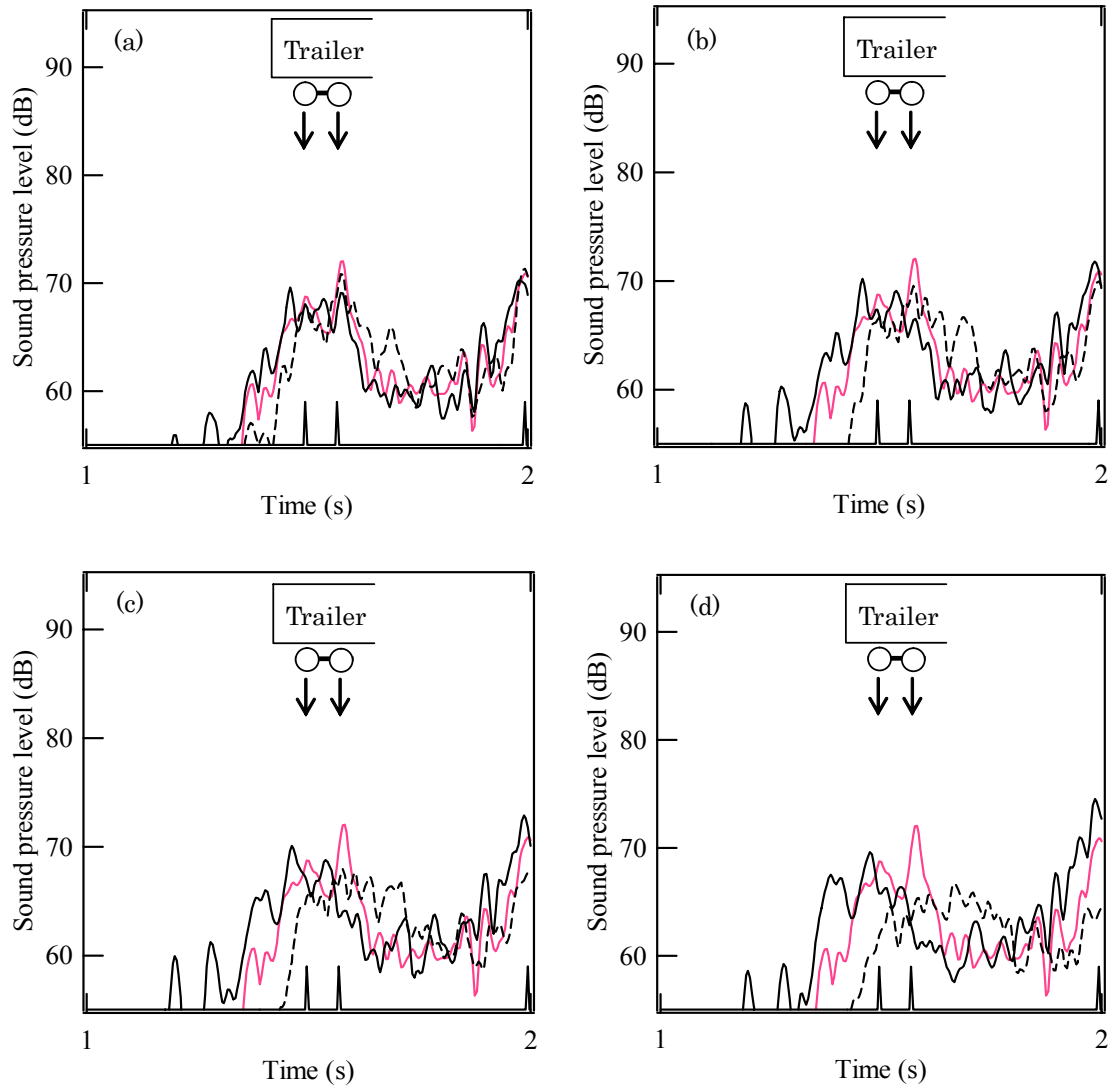 (a)
Trailer
90
80
70
60
Sound pressure level (dB)
1
2
Time (s)
(b)
Trailer
90
80
70
60
Sound pressure level (dB)
1
2
Time (s)
(c)
Trailer
90
80
70
60
Sound pressure level (dB)
1
2
Time (s)
(d)
Trailer
90
80
70
60
Sound pressure level (dB)
1
2
Time (s)